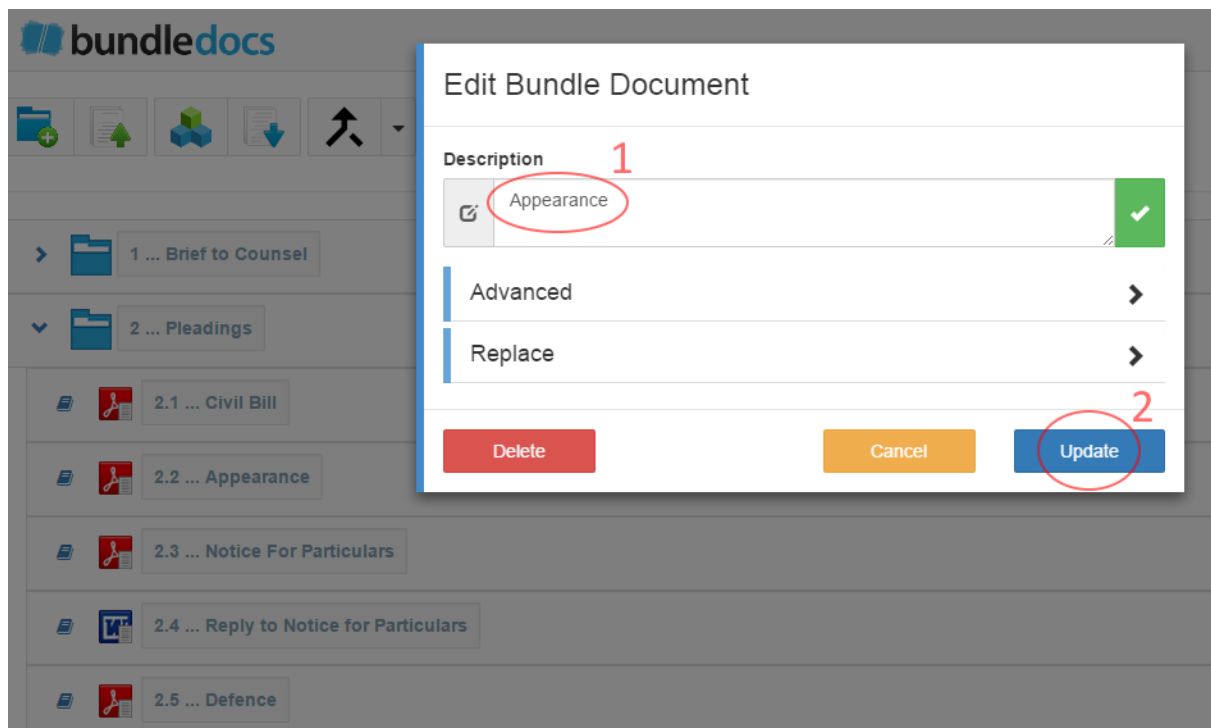 bundledocs
Edit Bundle Document
Description
1
Appearance
Advanced
Replace
2
Delete
Cancel
Update
1 ... Brief to Counsel
2 ... Pleadings
2.1 ... Civil Bill
2.2 ... Appearance
2.3 ... Notice For Particulars
2.4 ... Reply to Notice for Particulars
2.5 ... Defence